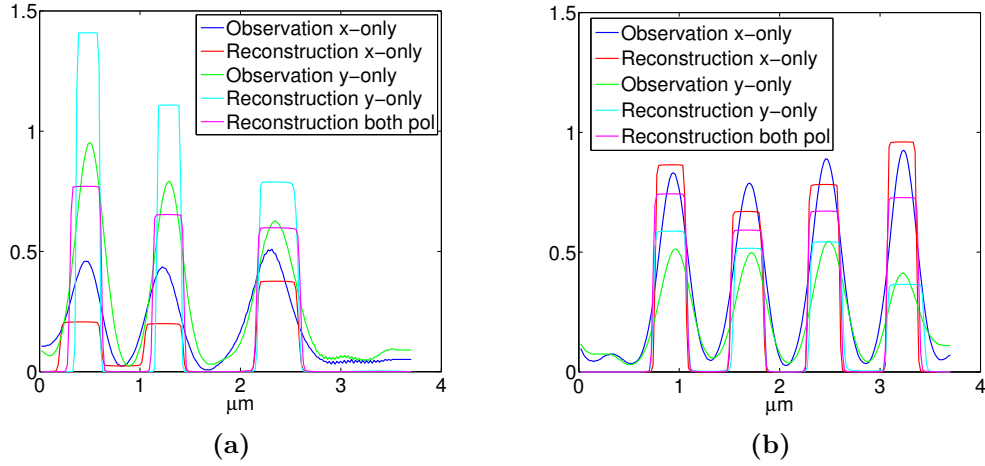 1.5
1
0.5
0
0
1
2
3
4
μm
Observation x−only
Reconstruction x−only
Observation y−only
Reconstruction y−only
Reconstruction both pol
(a)
1.5
1
0.5
0
0
1
2
3
4
μm
Observation x−only
Reconstruction x−only
Observation y−only
Reconstruction y−only
Reconstruction both pol
(b)